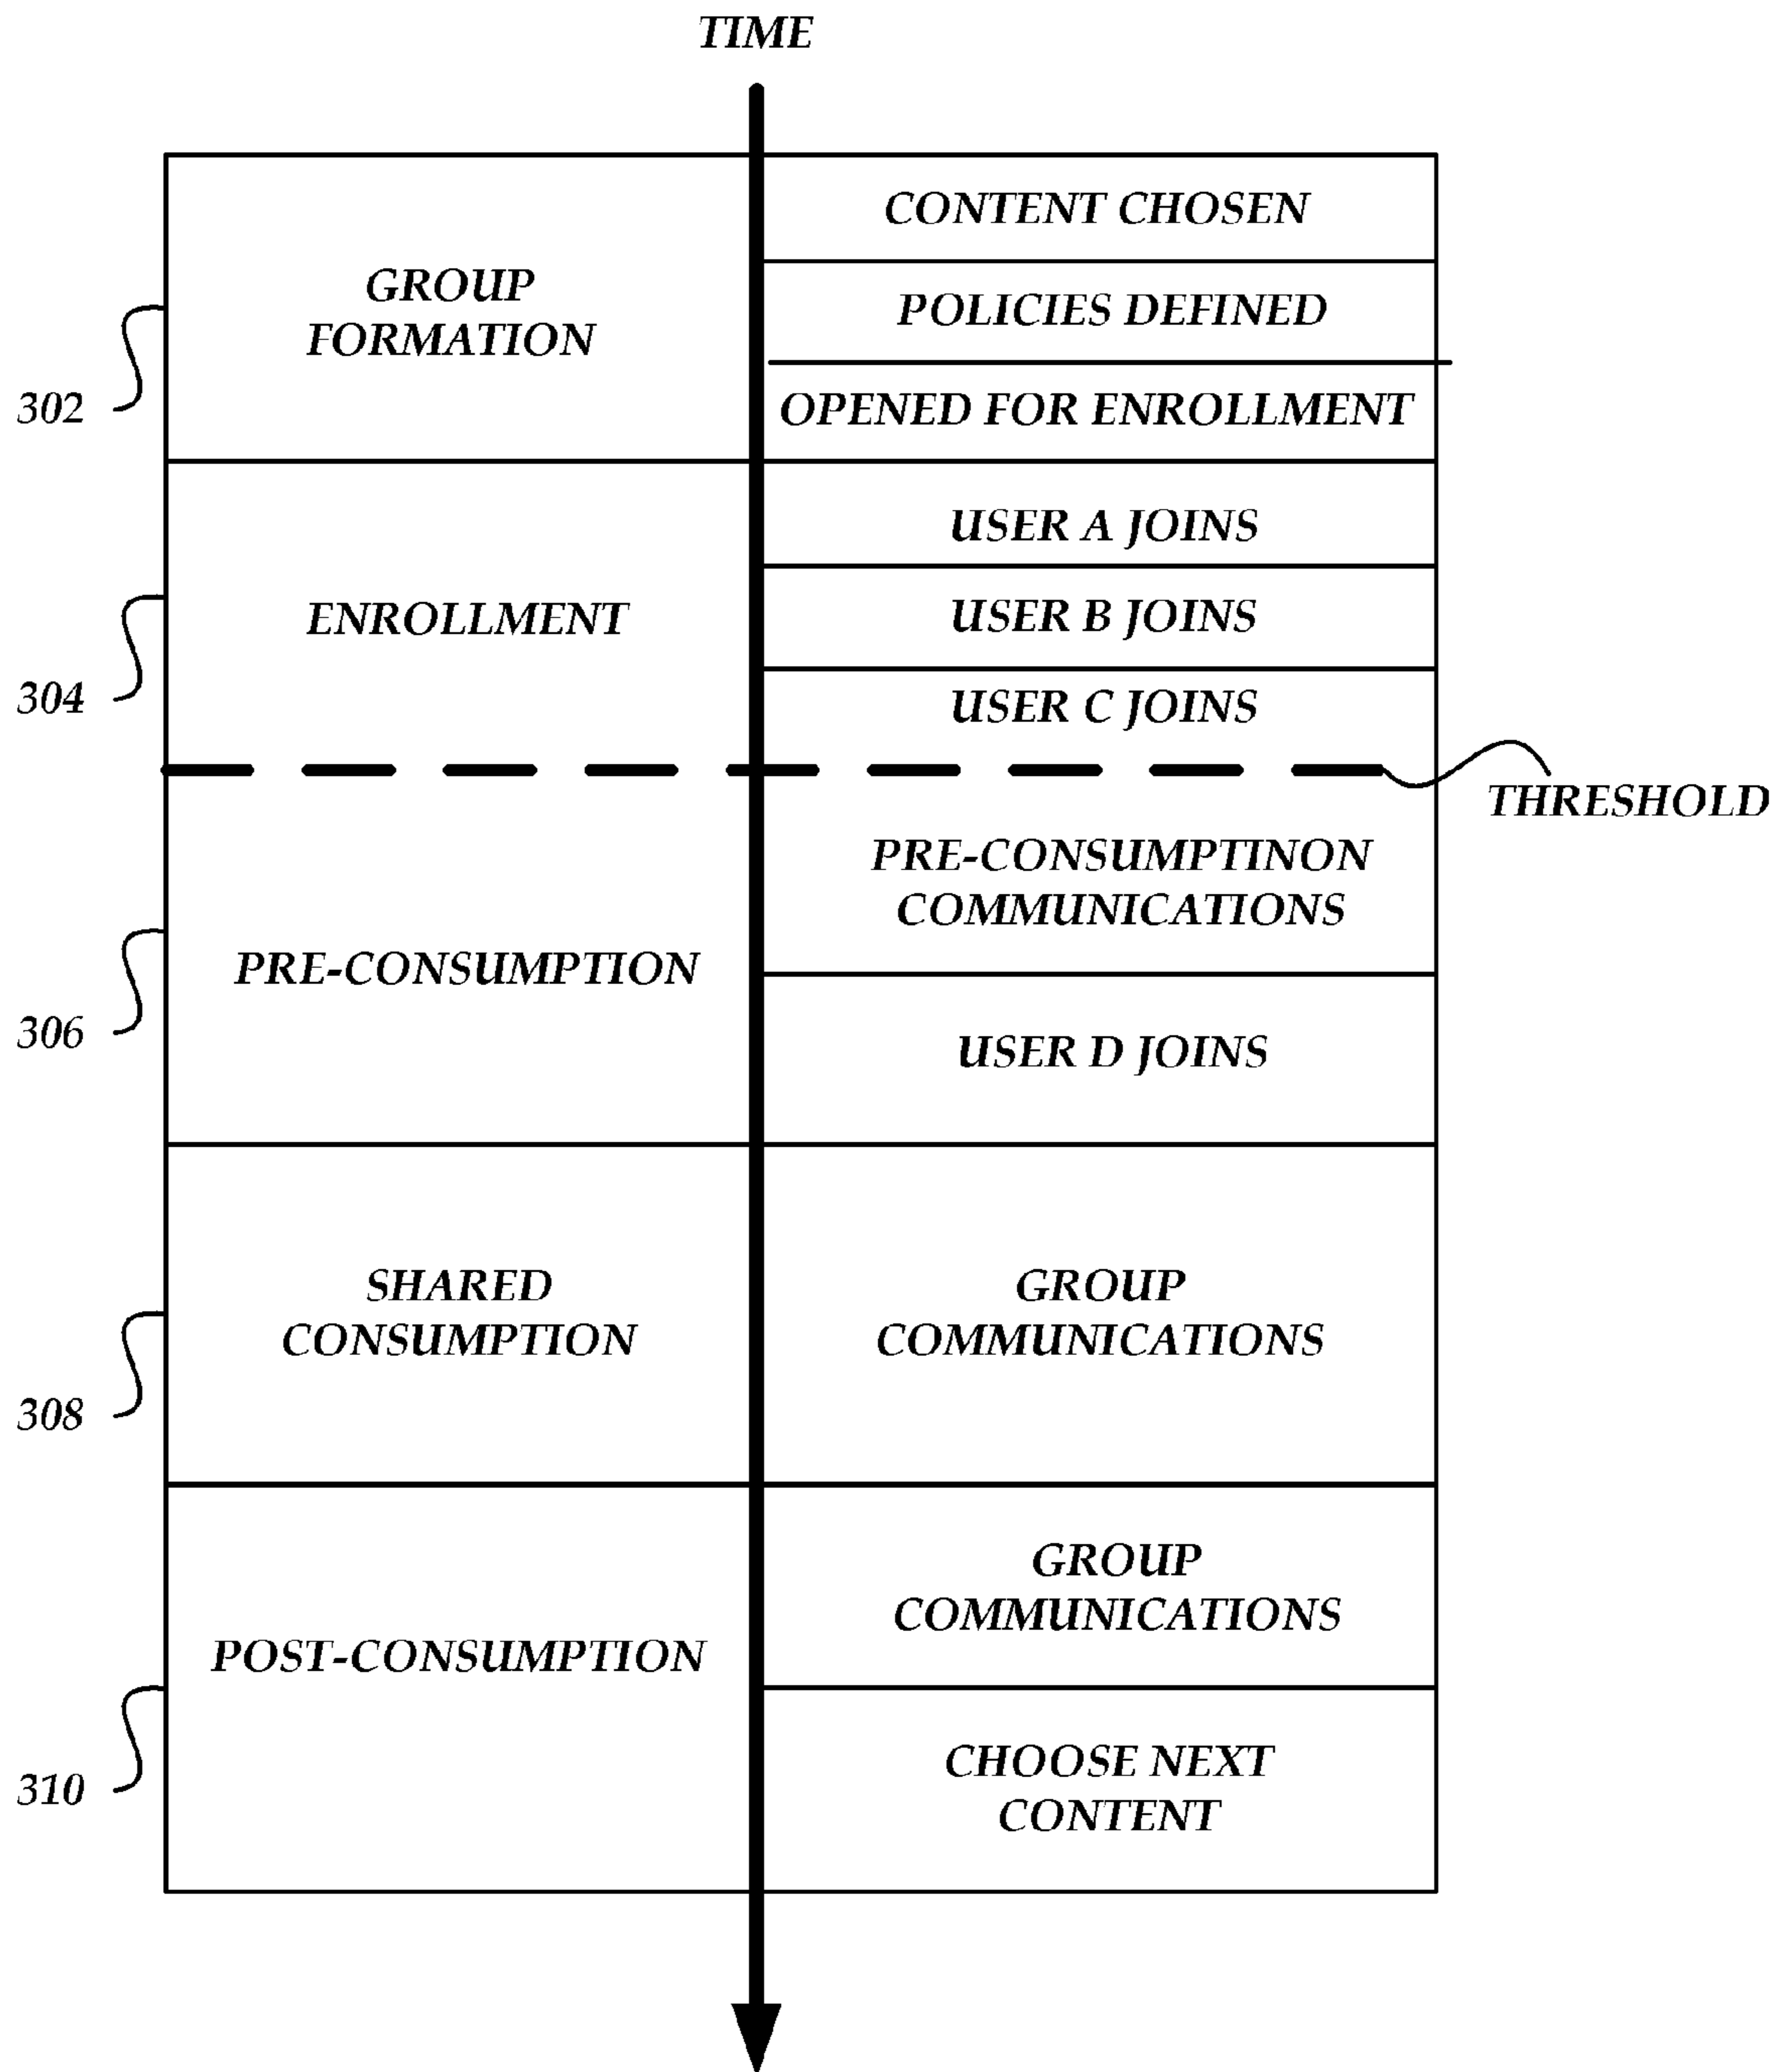 TIME
CONTENT CHOSEN
GROUP
FORMATION
POLICIES DEFINED
302
OPENED FOR ENROLLMENT
USER A JOINS
ENROLLMENT
USER B JOINS
304
USER C JOINS
THRESHOLD
PRE-CONSUMPTINON
COMMUNICATIONS
PRE-CONSUMPTION
306
USER D JOINS
SHARED
CONSUMPTION
GROUP
COMMUNICATIONS
308
GROUP
COMMUNICATIONS
POST-CONSUMPTION
310
CHOOSE NEXT
CONTENT